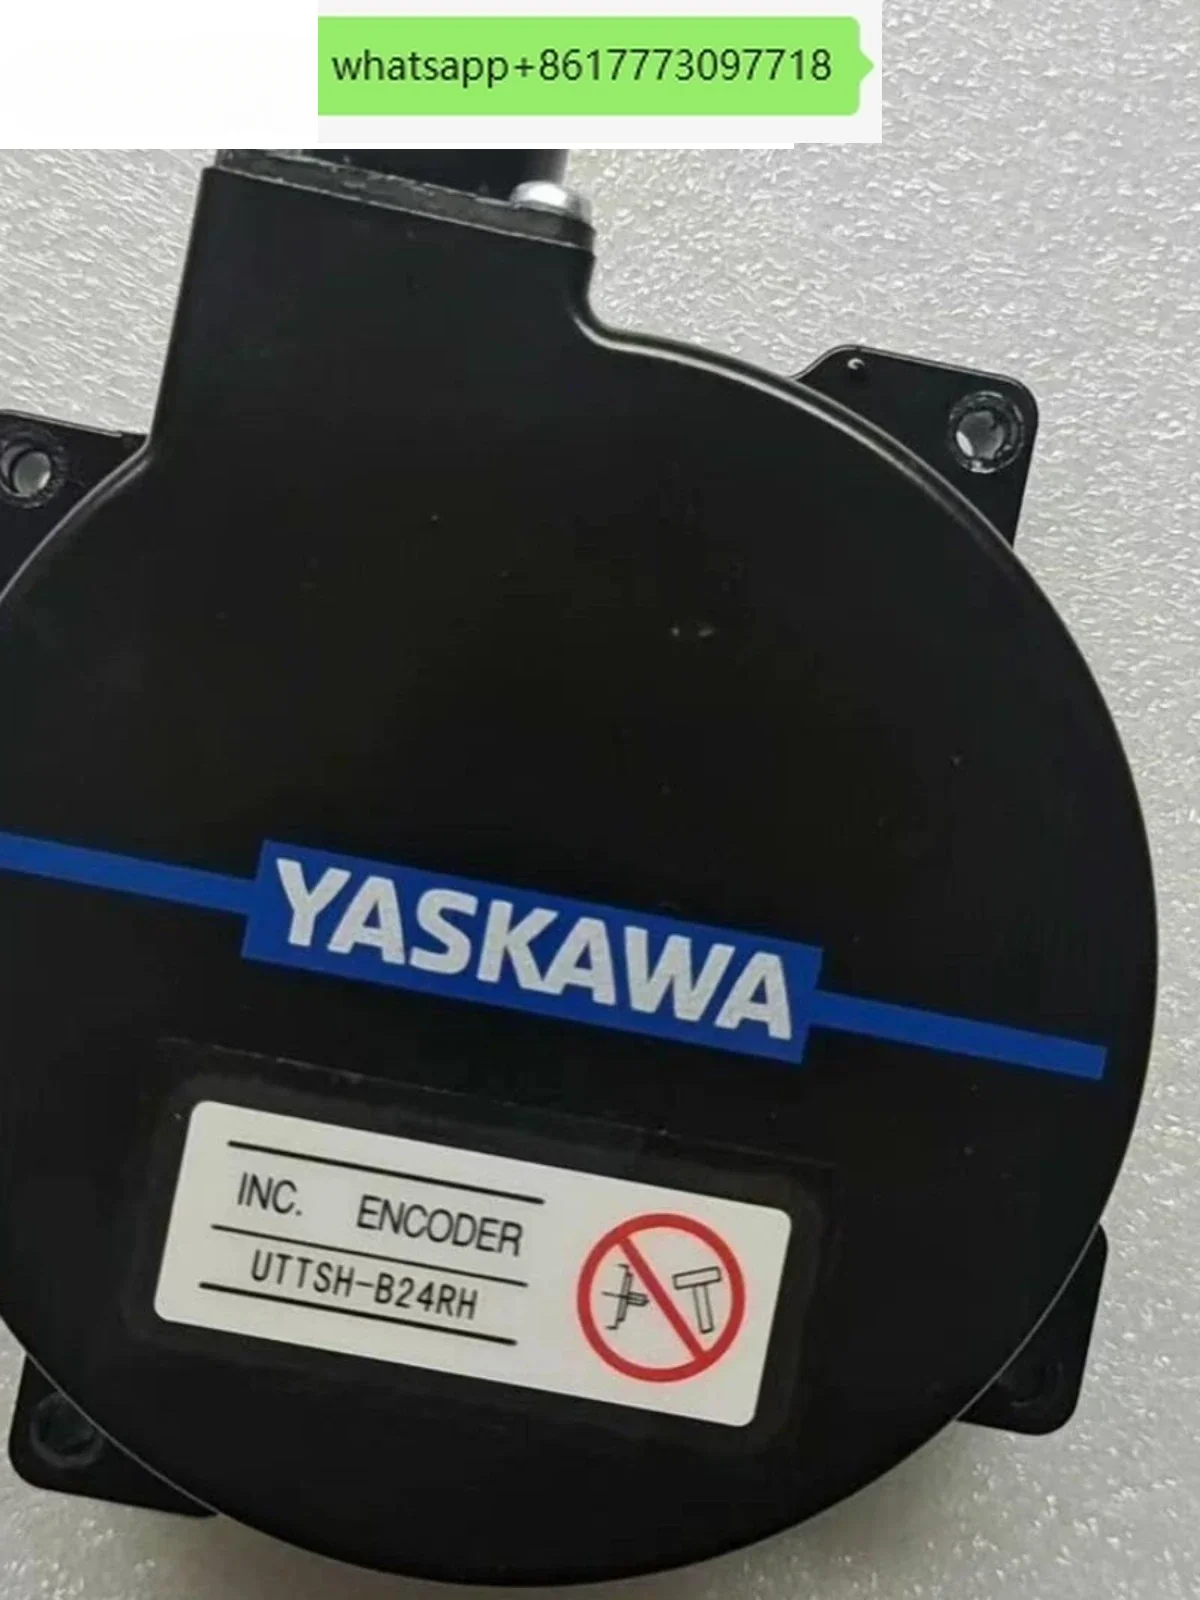 whatsapp+8617773097718
YASKAWA
INC. ENCODER
UTTSH-B24RH